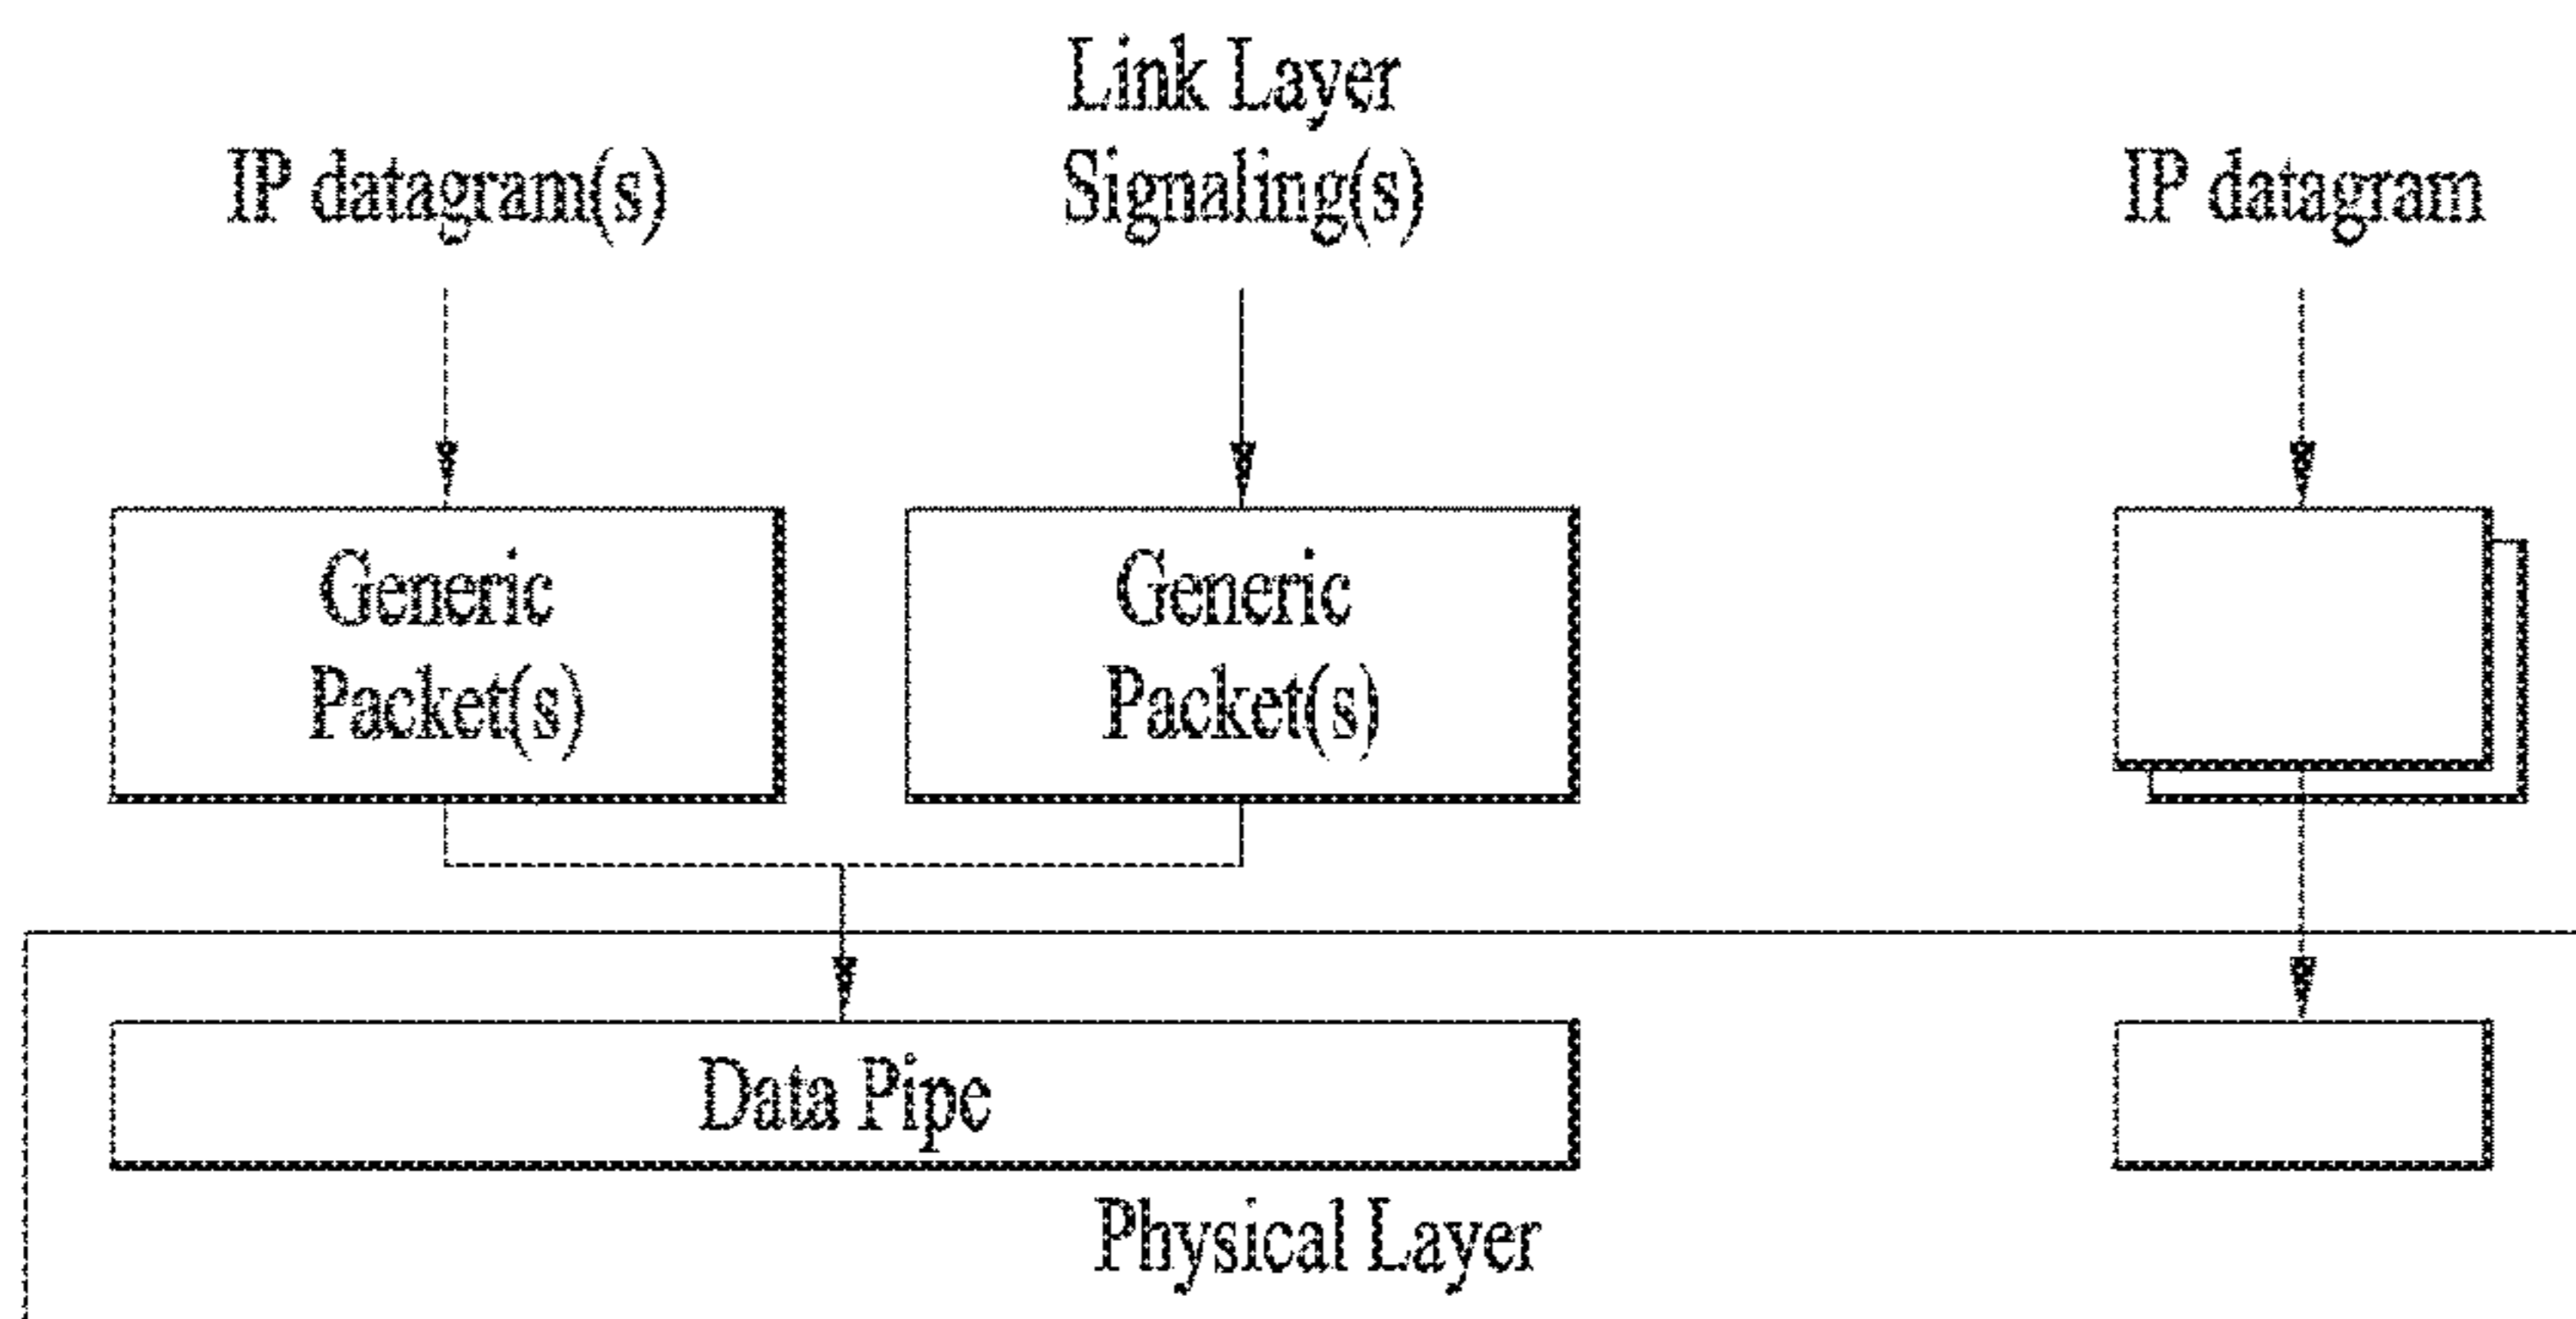 Link Layer
IP datagram(s)
Signaling(s)
IP datagram
Generic
Packet(s)
Generic
Packet(s)
Data Pipe
Physical Layer